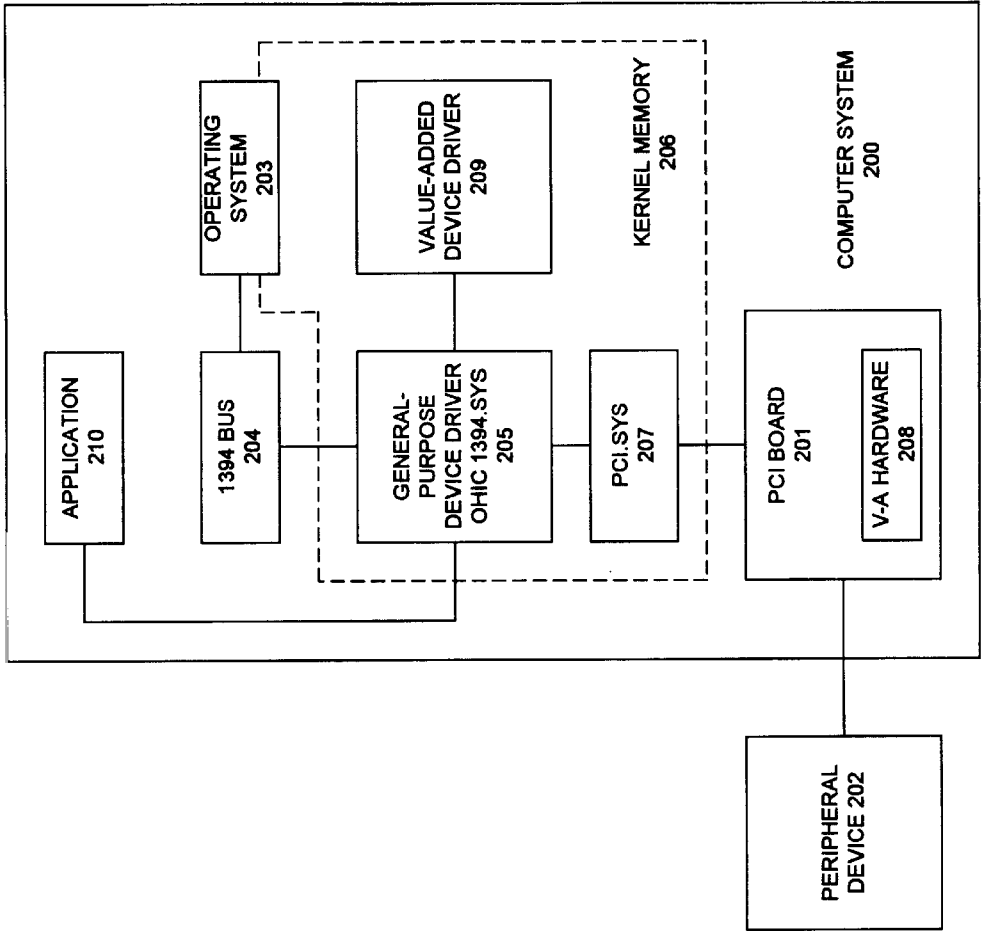 APPLICATION
210
1394 BUS
204
OPERATING
SYSTEM
203
GENERAL-
PURPOSE
DEVICE DRIVER
OHIC 1394.SYS
205
VALUE-ADDED
DEVICE DRIVER
209
PCI.SYS
207
KERNEL MEMORY
206
PCI BOARD
201
V-A HARDWARE
208
COMPUTER SYSTEM
200
PERIPHERAL
DEVICE 202